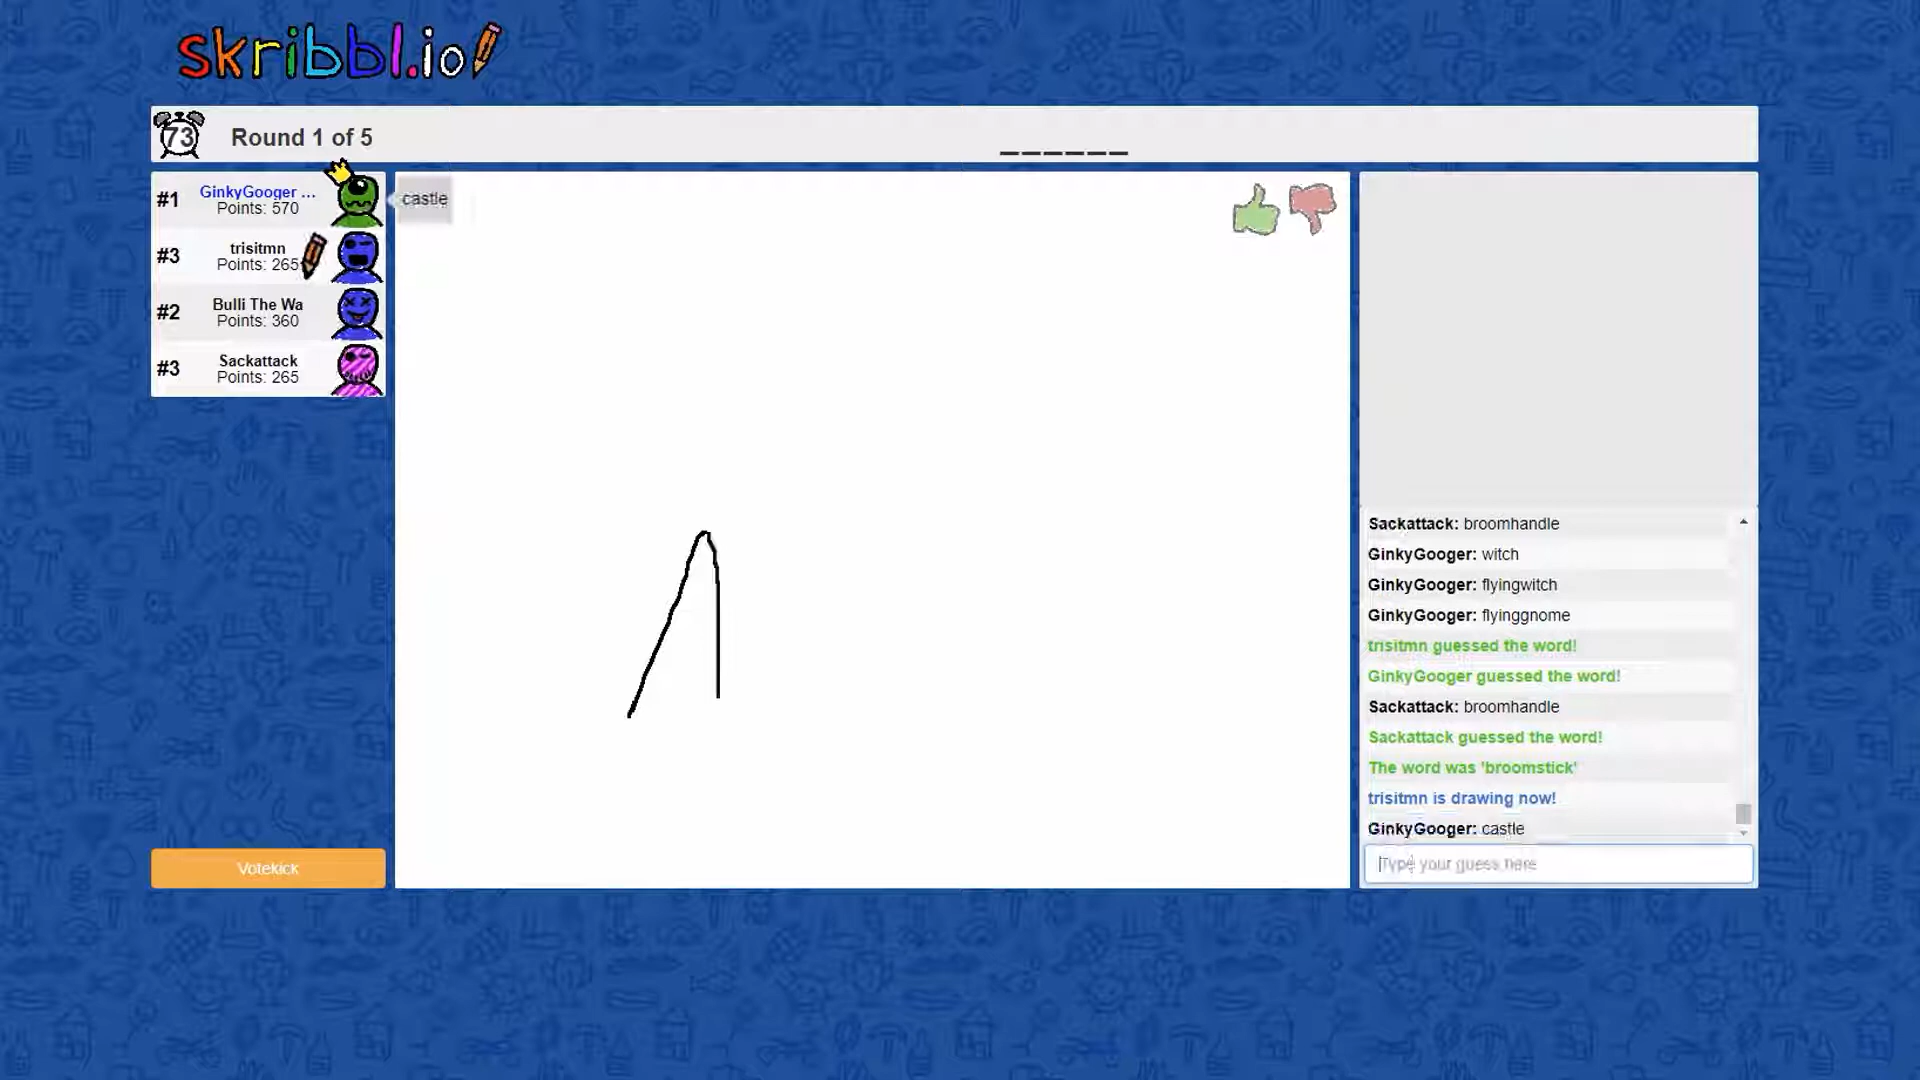 skribbl.io
73
Round 1 of 5
______
#1
GinkyGooger ...
Points: 570
castle
#3
trisitmn
Points: 265
#2
Bulli The Wa
Points: 360
#3
Sackattack
Points: 265
Votekick
Sackattack: broomhandle
GinkyGooger: witch
GinkyGooger: flyingwitch
GinkyGooger: flyinggnome
trisitmn guessed the word!
GinkyGooger guessed the word!
Sackattack: broomhandle
Sackattack guessed the word!
The word was 'broomstick'
trisitmn is drawing now!
GinkyGooger: castle
Type your guess here